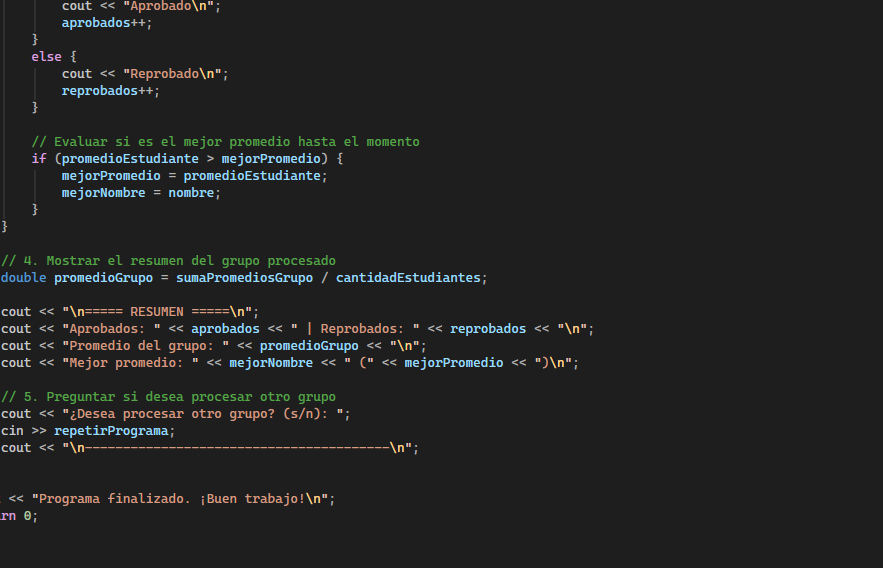 cout << "Aprobado\n";
aprobados++;
}
else {
cout << "Reprobado\n";
reprobados++;
}
// Evaluar si es el mejor promedio hasta el momento
if (promedioEstudiante > mejorPromedio) {
mejorPromedio = promedioEstudiante;
mejorNombre = nombre;
}
}
// 4. Mostrar el resumen del grupo procesado
double promedioGrupo = sumaPromediosGrupo / cantidadEstudiantes;
cout << "\n===== RESUMEN =====\n";
cout << "Aprobados: " << aprobados << " | Reprobados: " << reprobados << "\n";
cout << "Promedio del grupo: " << promedioGrupo << "\n";
cout << "Mejor promedio: " << mejorNombre << " (" << mejorPromedio << ")\n";
// 5. Preguntar si desea procesar otro grupo
cout << "¿Desea procesar otro grupo? (s/n): ";
cin >> repetirPrograma;
cout << "\n----------------------------------------\n";
<< "Programa finalizado. ¡Buen trabajo!\n";
rn 0;